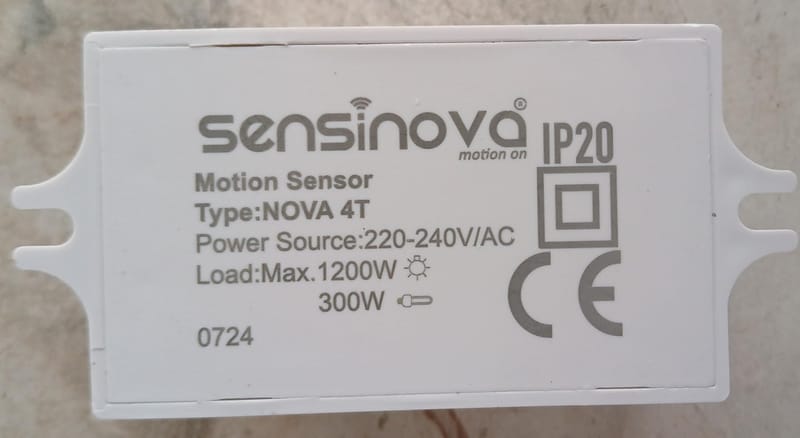 sensinova®
motion on
IP20
Motion Sensor
Type:NOVA 4T
Power Source:220-240V/AC
Load:Max.1200W
300W
CE
0724